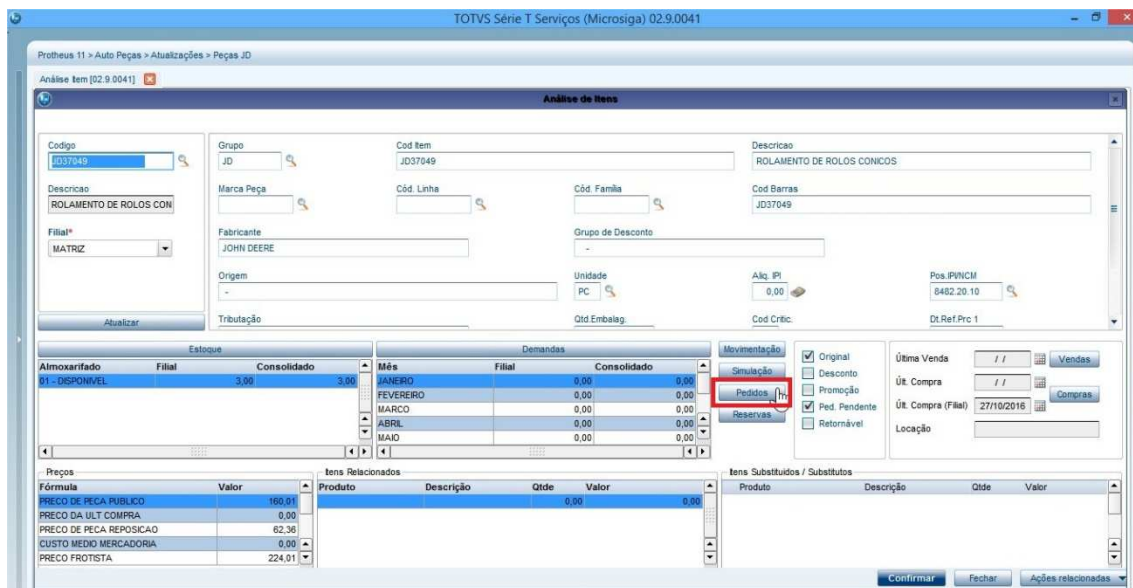 TOTVS Série T Serviços (Microsiga) 02.9.0041
Protheus 11 > Auto Peças > Atualizações > Peças JD
Análise Item [02.9.0041]
Análise de Itens
Codigo
JD37049
Descricao
ROLAMENTO DE ROLOS CON
Filial*
MATRIZ
Atualizar
Grupo Cod Item Descricao
JD JD37049 ROLAMENTO DE ROLOS CONICOS
Marca Peça Cód. Linha Cód. Família Cod Barras
JD37049
Fabricante Grupo de Desconto
JOHN DEERE -
Origem Unidade Aliq. IPI Pos.IPI/NCM
- PC 0,00 8482.20.10
Tributação Qtd.Embalag. Cod Critic. Dt.Ref.Prc 1
Estoque
Almoxarifado Filial Consolidado
01 - DISPONIVEL 3,00 3,00
Demandas
Mês Filial Consolidado
JANEIRO 0,00 0,00
FEVEREIRO 0,00 0,00
MARCO 0,00 0,00
ABRIL 0,00 0,00
MAIO 0,00 0,00
Movimentação
Simulação
Pedidos
Reservas
Original
Desconto
Promoção
Ped. Pendente
Retornável
Última Venda / / Vendas
Últ. Compra / / Compras
Últ. Compra (Filial) 27/10/2016
Locação
Preços
Fórmula Valor
PRECO DE PECA PUBLICO 160,01
PRECO DA ULT COMPRA 0,00
PRECO DE PECA REPOSICAO 62,36
CUSTO MEDIO MERCADORIA 0,00
PRECO FROTISTA 224,01
Itens Relacionados
Produto Descrição Qtde Valor
0,00 0,00
Itens Substituidos / Substitutos
Produto Descrição Qtde Valor
Confirmar Fechar Ações relacionadas